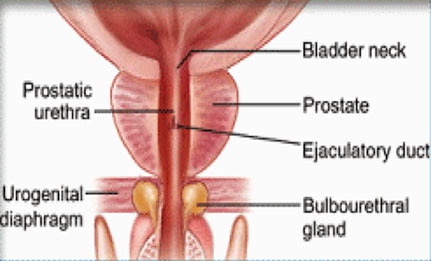 Bladder neck
Prostatic
urethra
Prostate
Ejaculatory duct
Urogenital
diaphragm
Bulbourethral
gland